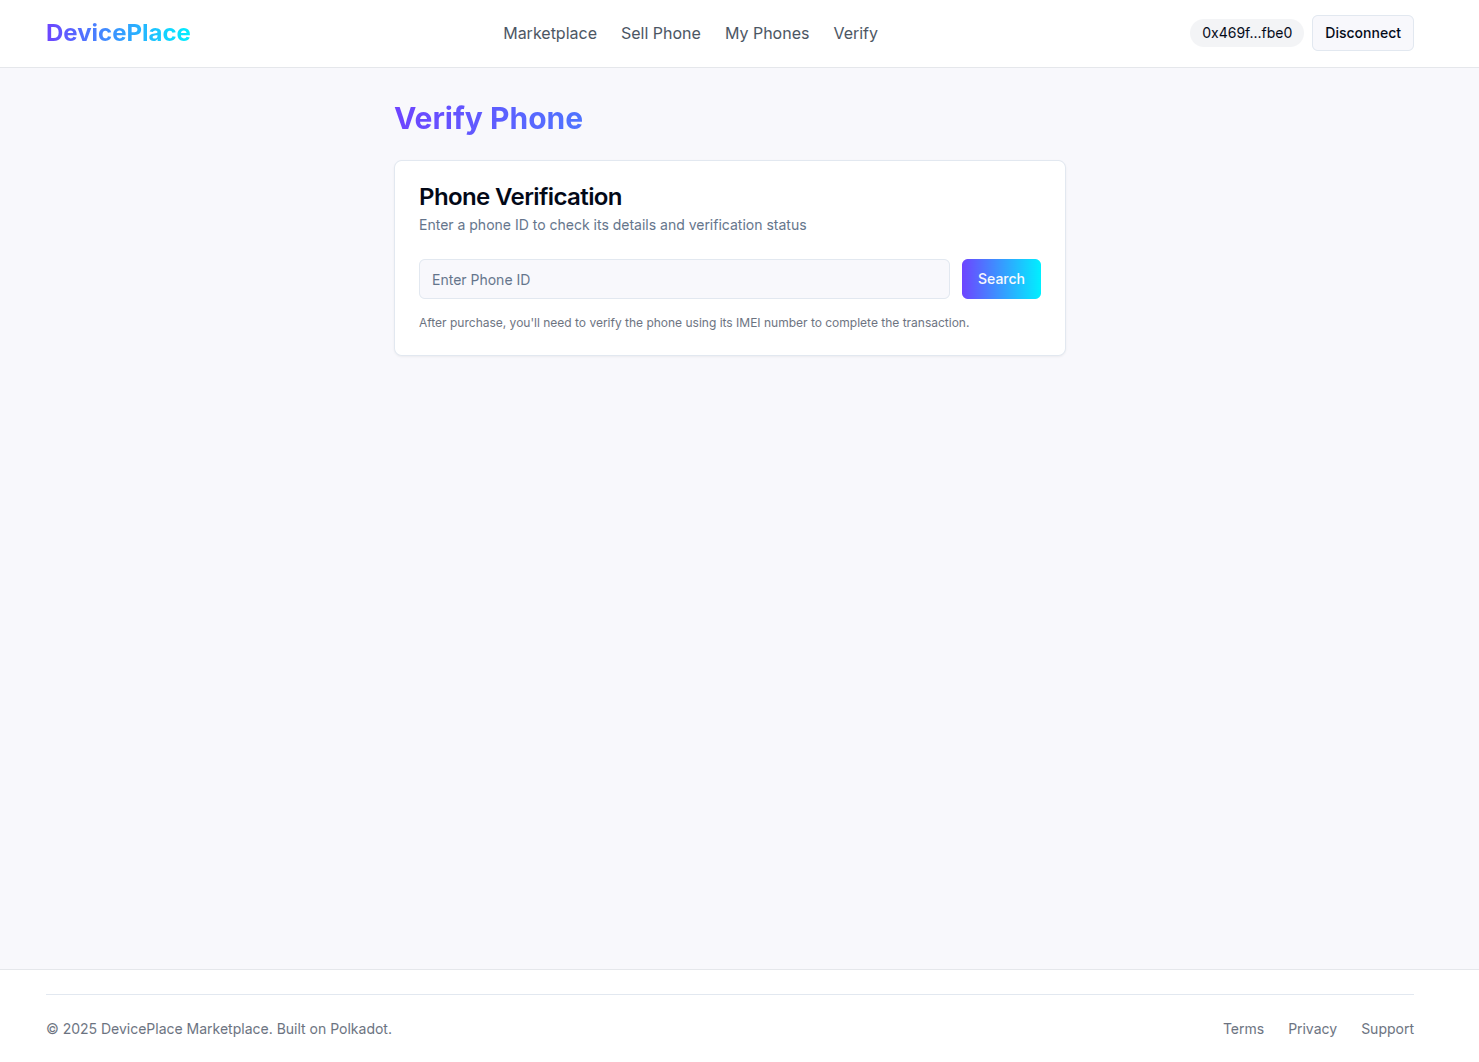 DevicePlace
Marketplace
Sell Phone
My Phones
Verify
0x469f...fbe0
Disconnect
Verify Phone
Phone Verification
Enter a phone ID to check its details and verification status
Enter Phone ID
Search
After purchase, you'll need to verify the phone using its IMEI number to complete the transaction.
© 2025 DevicePlace Marketplace. Built on Polkadot.
Terms
Privacy
Support